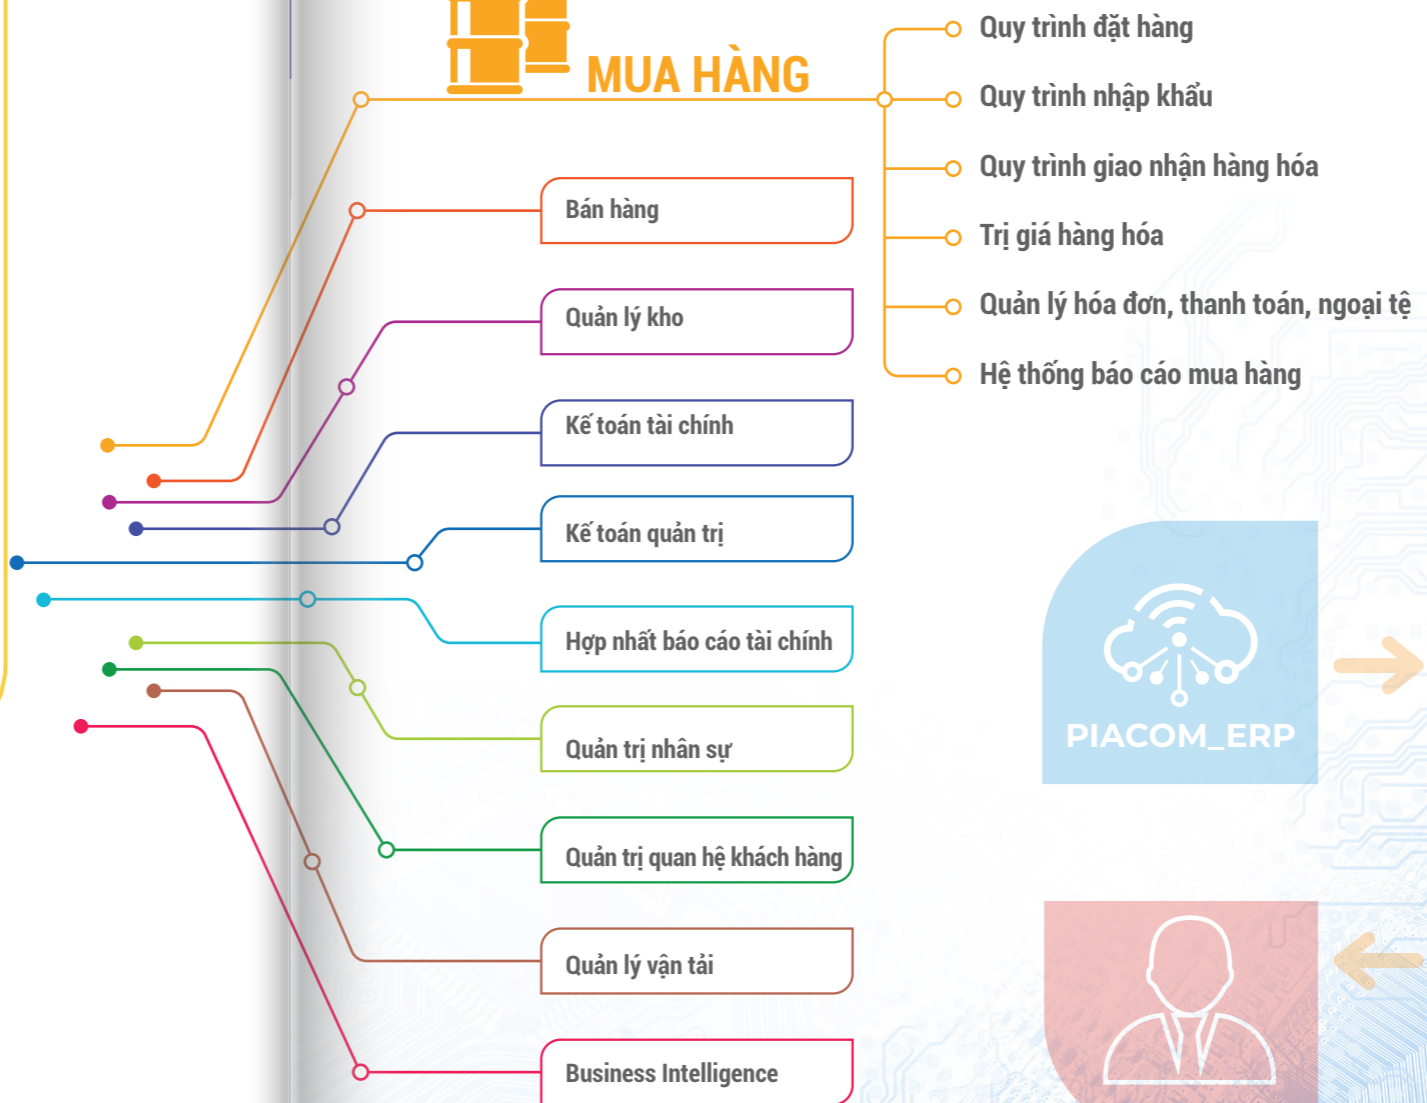 MUA HÀNG
Quy trình đặt hàng
Quy trình nhập khẩu
Quy trình giao nhận hàng hóa
Trị giá hàng hóa
Quản lý hóa đơn, thanh toán, ngoại tệ
Hệ thống báo cáo mua hàng
Bán hàng
Quản lý kho
Kế toán tài chính
Kế toán quản trị
Hợp nhất báo cáo tài chính
Quản trị nhân sự
Quản trị quan hệ khách hàng
Quản lý vận tải
Business Intelligence
PIACOM_ERP